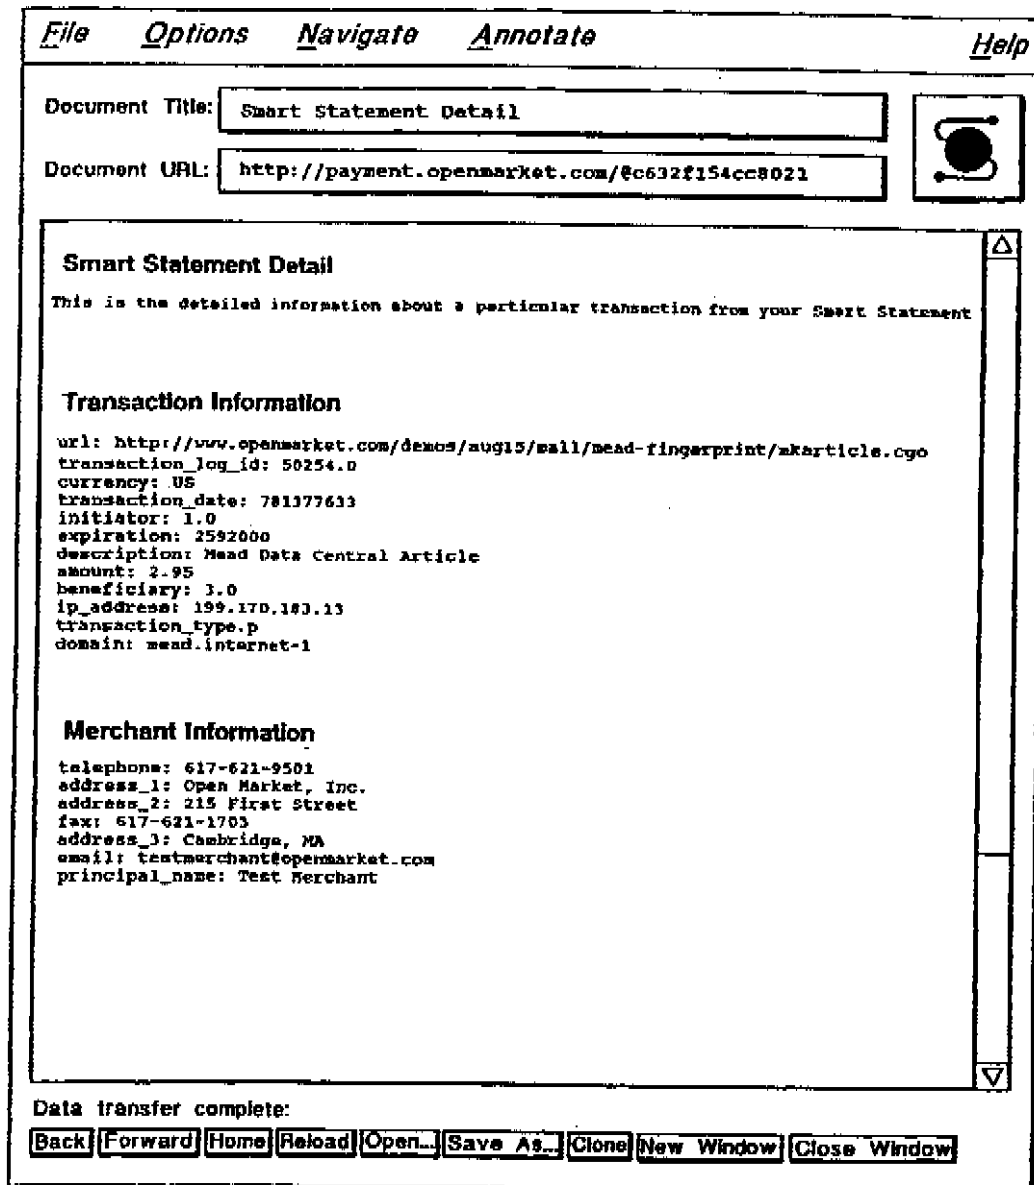 File Options Navigate Annotate Help
Document Title: Smart Statement Detail
Document URL: http://payment.openmarket.com/@c632f154cc8021
Smart Statement Detail
This is the detailed information about a particular transaction from your Smart Statement
Transaction Information
url: http://www.openmarket.com/demos/aug15/mall/mead-fingerprint/mkarticle.cgo
transaction_log_id: 50254.0
currency: US
transaction_date: 781377633
initiator: 1.0
expiration: 2592000
description: Mead Data Central Article
amount: 2.95
beneficiary: 3.0
ip_address: 199.170.183.13
transaction_type.p
domain: mead.internet-1
Merchant Information
telephone: 617-621-9501
address_1: Open Market, Inc.
address_2: 215 First Street
fax: 617-621-1703
address_3: Cambridge, MA
email: testmerchant@openmarket.com
principal_name: Test Merchant
Data transfer complete:
Back Forward Home Reload Open... Save As... Clone New Window Close Window